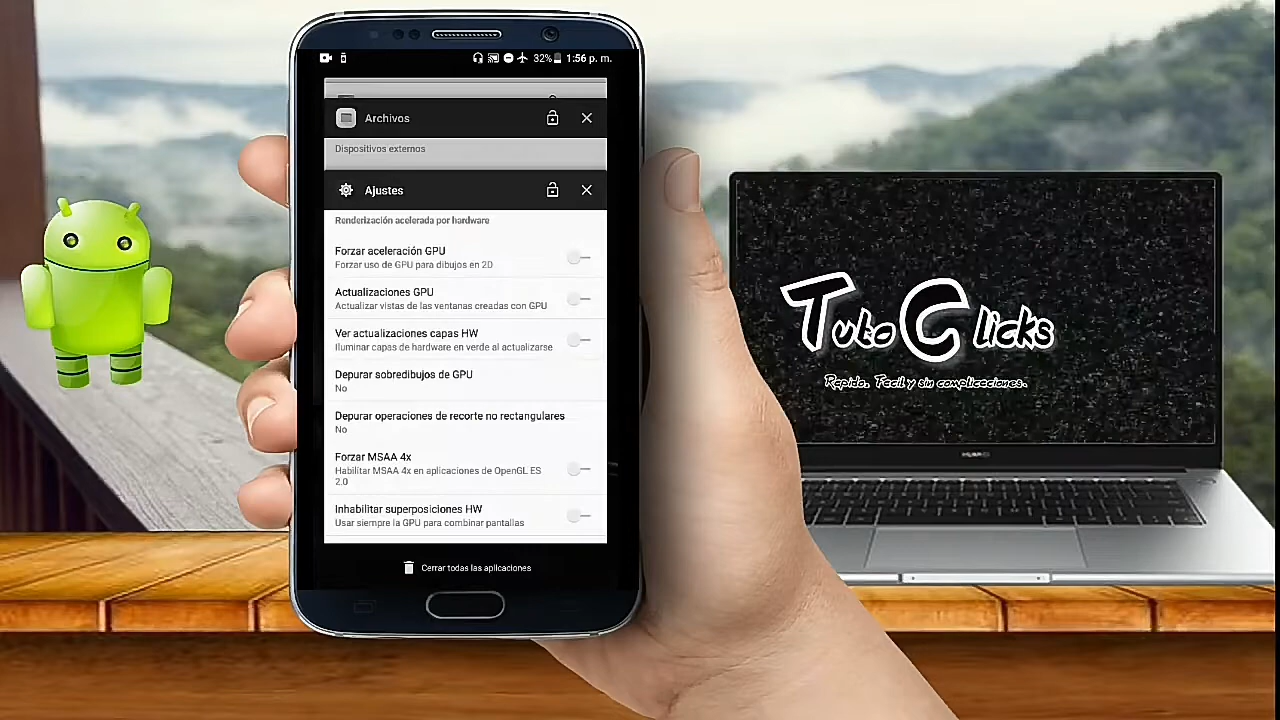 32% 1:56 p. m.
Archivos
Dispositivos externos
Ajustes
Renderización acelerada por hardware
Forzar aceleración GPU
Forzar uso de GPU para dibujos en 2D
Actualizaciones GPU
Actualizar vistas de las ventanas creadas con GPU
Ver actualizaciones capas HW
Iluminar capas de hardware en verde al actualizarse
Depurar sobredibujos de GPU
No
Depurar operaciones de recorte no rectangulares
No
Forzar MSAA 4x
Habilitar MSAA 4x en aplicaciones de OpenGL ES
2.0
Inhabilitar superposiciones HW
Usar siempre la GPU para combinar pantallas
Cerrar todas las aplicaciones
Tuto Clicks
Rapido. Facil y sin complicaciones.
HUAWEI